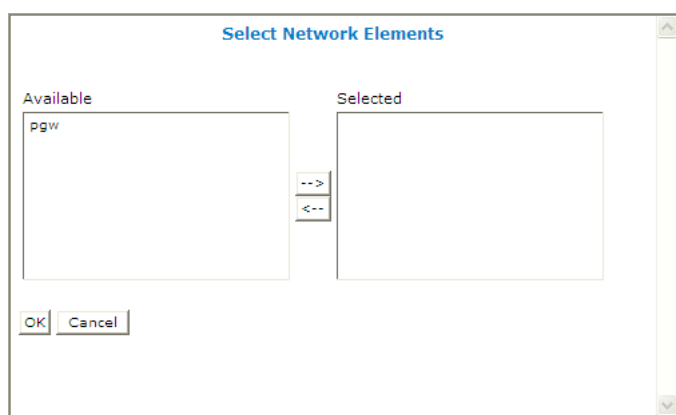 Select Network Elements
Available
Selected
pgw
-->
<--
OK
Cancel